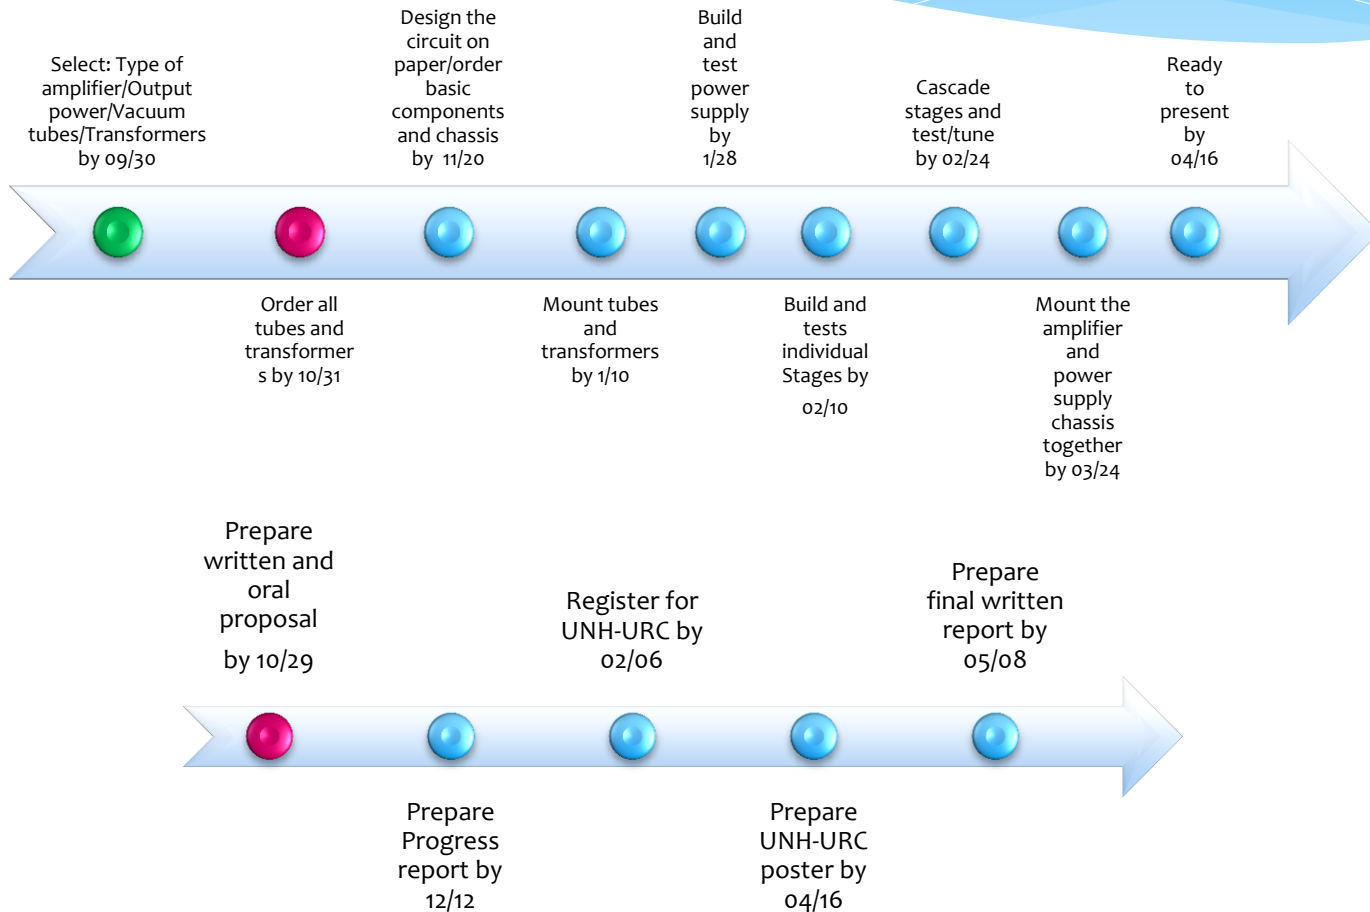 Select: Type of
amplifier/Output
power/Vacuum
tubes/Transformers
by 09/30
Order all
tubes and
transformer
s by 10/31
Design the
circuit on
paper/order
basic
components
and chassis
by 11/20
Mount tubes
and
transformers
by 1/10
Build
and
test
power
supply
by
1/28
Build and
tests
individual
Stages by
02/10
Cascade
stages and
test/tune
by 02/24
Mount the
amplifier
and
power
supply
chassis
together
by 03/24
Ready
to
present
by
04/16
Prepare
written and
oral
proposal
by 10/29
Prepare
Progress
report by
12/12
Register for
UNH-URC by
02/06
Prepare
UNH-URC
poster by
04/16
Prepare
final written
report by
05/08